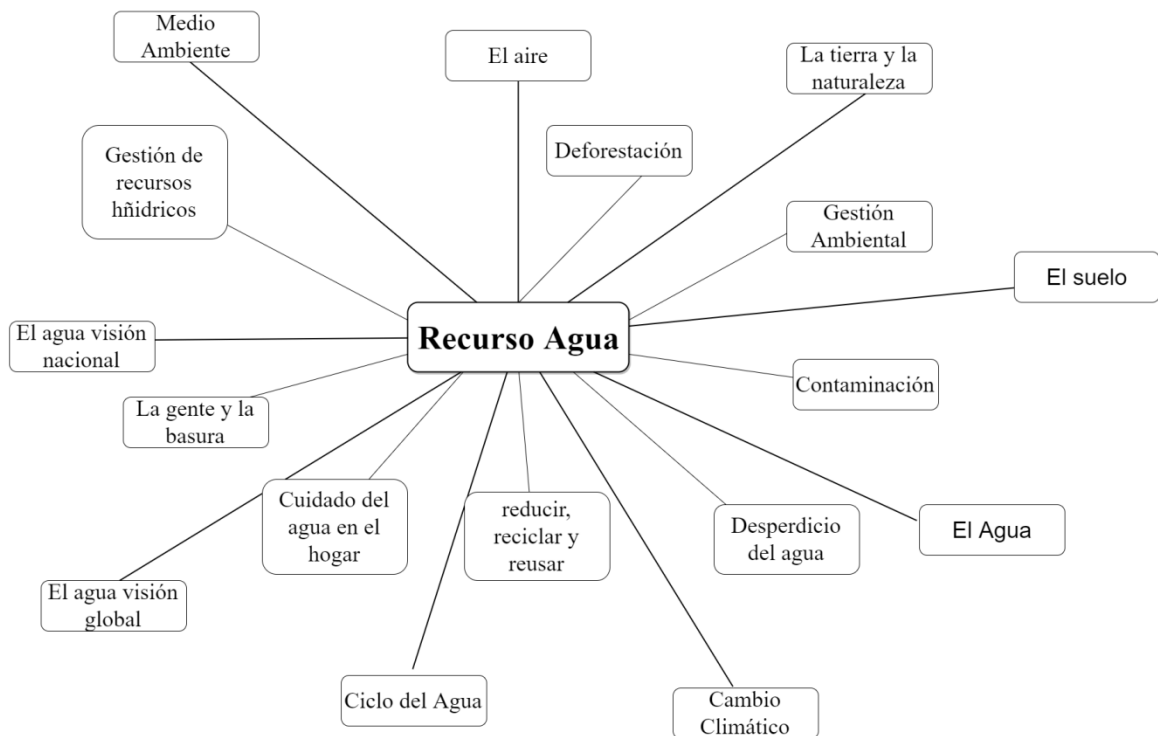 Medio
Ambiente
El aire
La tierra y la
naturaleza
Deforestación
Gestión de
recursos
hñidricos
Gestión
Ambiental
El suelo
Recurso Agua
El agua visión
nacional
Contaminación
La gente y la
basura
Cuidado del
agua en el
hogar
reducir,
reciclar y
reusar
Desperdicio
del agua
El Agua
El agua visión
global
Ciclo del Agua
Cambio
Climático